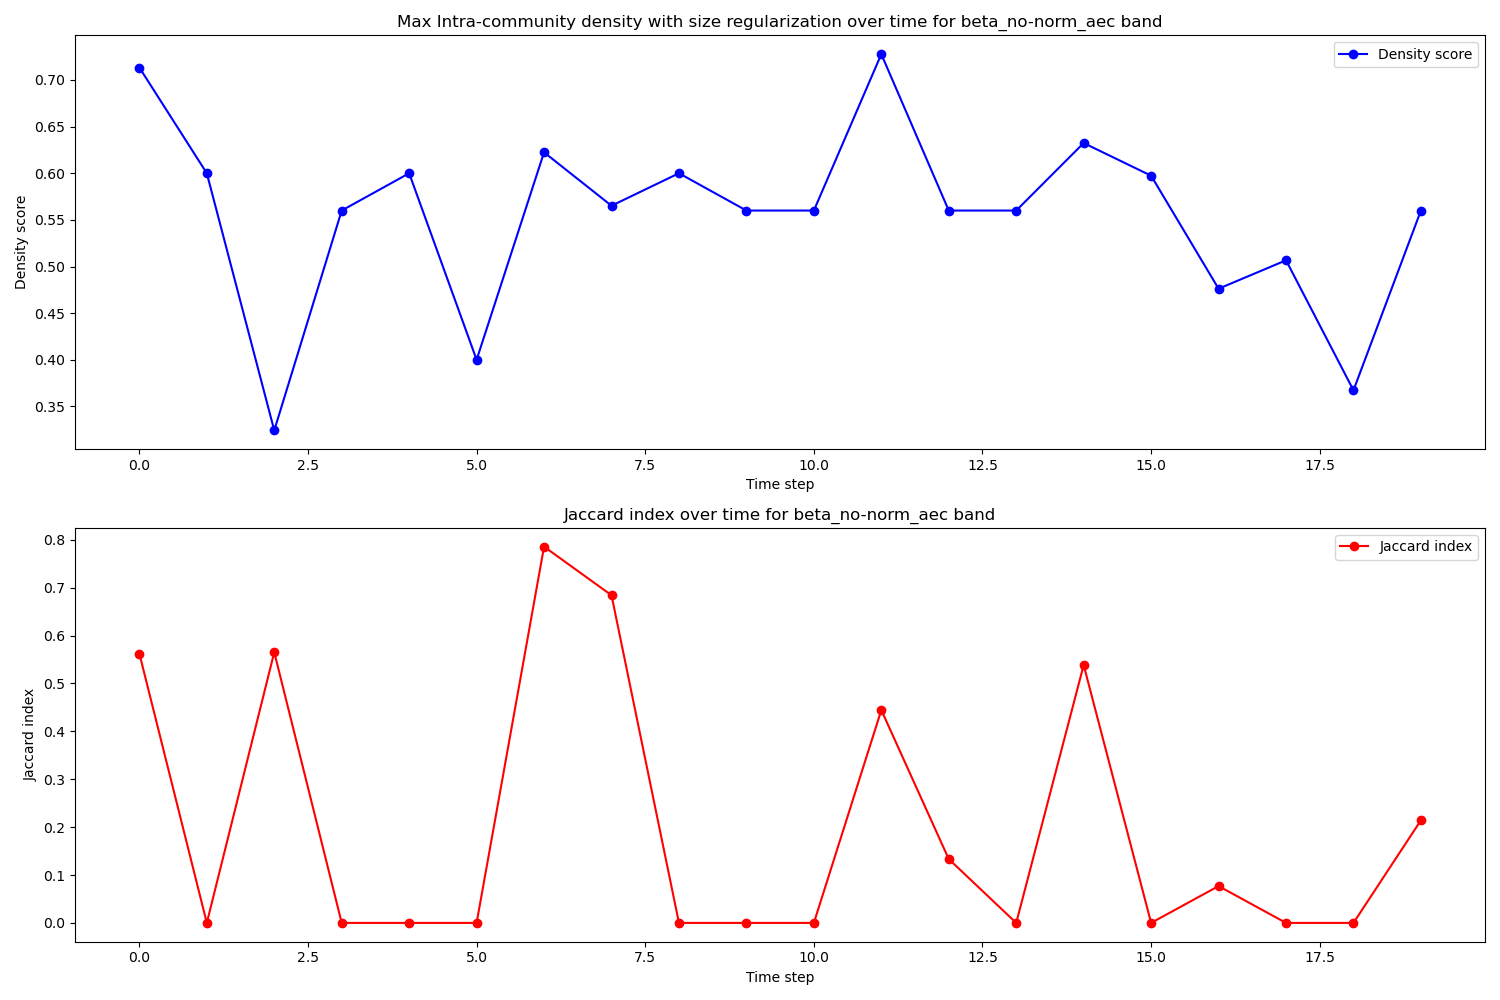 Max Intra-community density with size regularization over time for beta_no-norm_aec band
Density score
0.70
0.65
0.60
0.55
0.50
0.45
0.40
0.35
Density score
0.0 2.5 5.0 7.5 10.0 12.5 15.0 17.5
Time step
Jaccard index over time for beta_no-norm_aec band
Jaccard index
0.8
0.7
0.6
0.5
0.4
0.3
0.2
0.1
0.0
Jaccard index
0.0 2.5 5.0 7.5 10.0 12.5 15.0 17.5
Time step